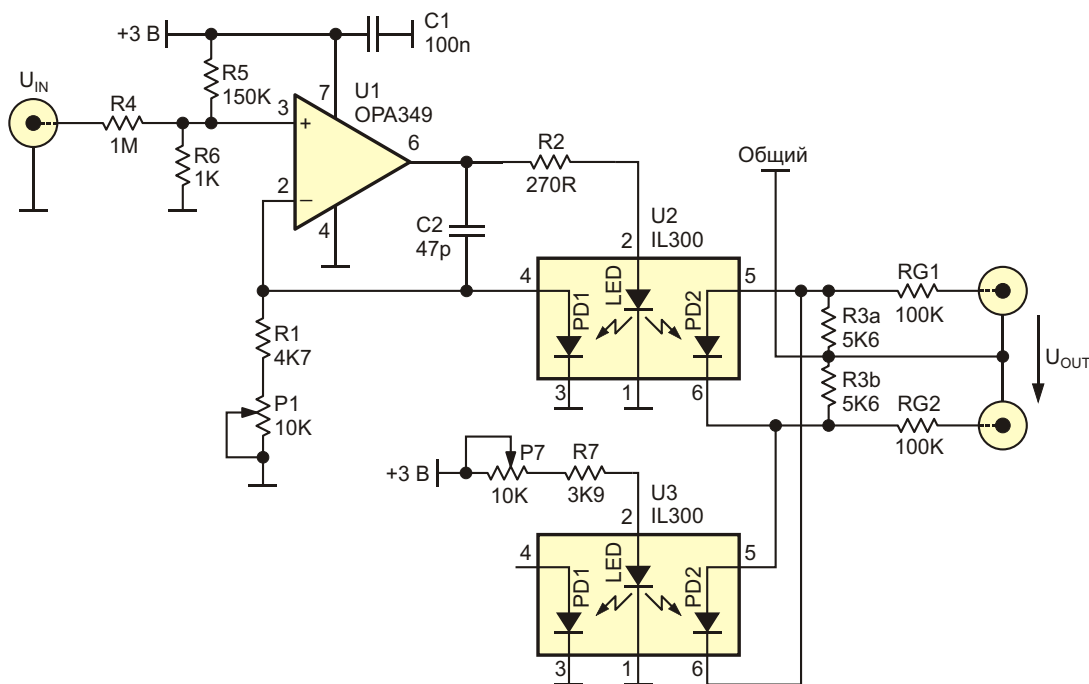 +3 В
C1
100n
U_IN
R5
150K
U1
OPA349
7
R4
1M
3
+
6
R2
270R
R6
1K
2
−
4
Общий
C2
47p
U2
IL300
2
4
5
PD1
LED
PD2
RG1
100K
R3a
5K6
U_OUT
R1
4K7
3
1
6
R3b
5K6
RG2
100K
P1
10K
+3 В
P7
10K
R7
3K9
U3
IL300
2
4
5
PD1
LED
PD2
3
1
6